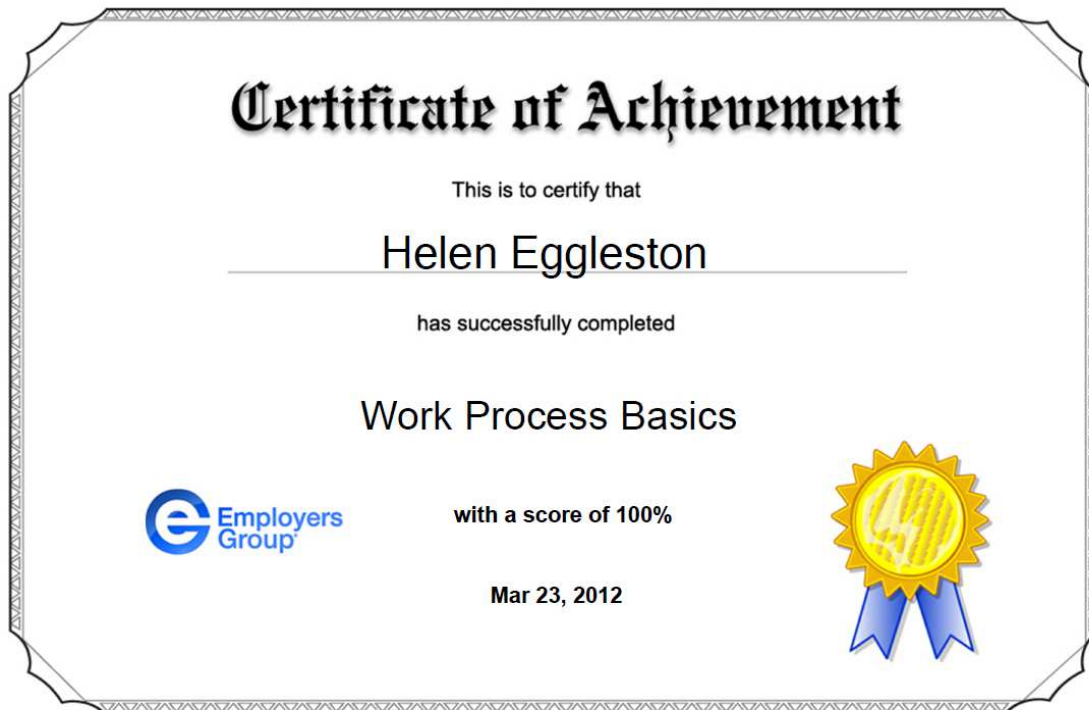 Certificate of Achievement
This is to certify that
Helen Eggleston
has successfully completed
Work Process Basics
Employers
Group
with a score of 100%
Mar 23, 2012